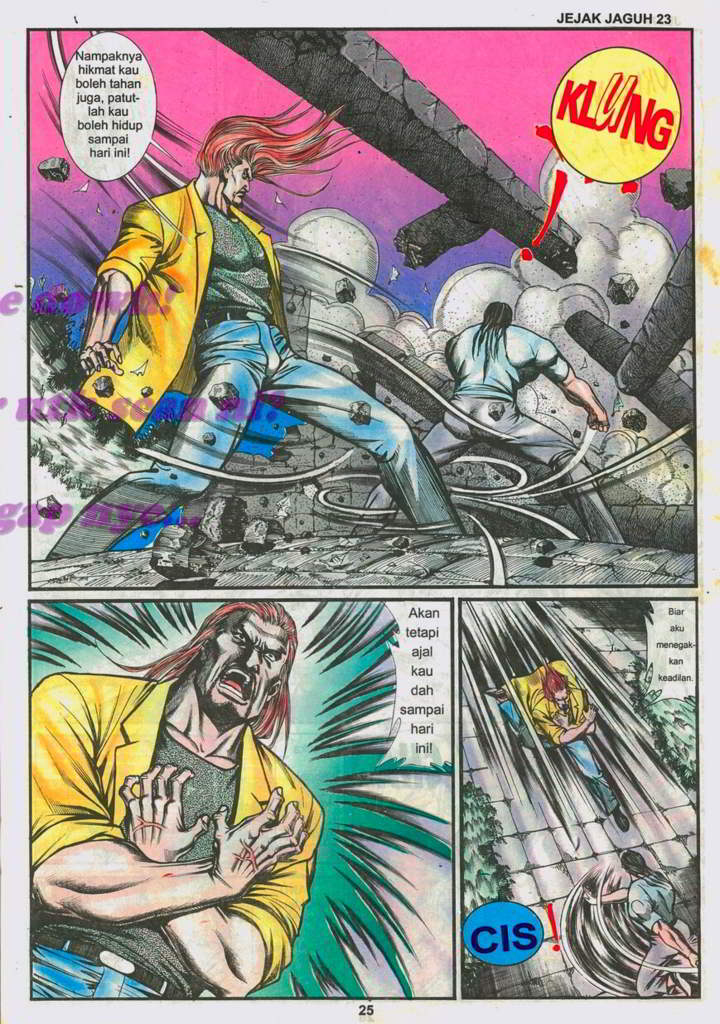 JEJAK JAGUH 23
Nampaknya
hikmat kau
boleh tahan
juga, patut-
lah kau
boleh hidup
sampai
hari ini!
KLUNG
!
Akan
tetapi
ajal
kau
dah
sampai
hari
ini!
Biar
aku
menegak-
kan
keadilan.
CIS!
25